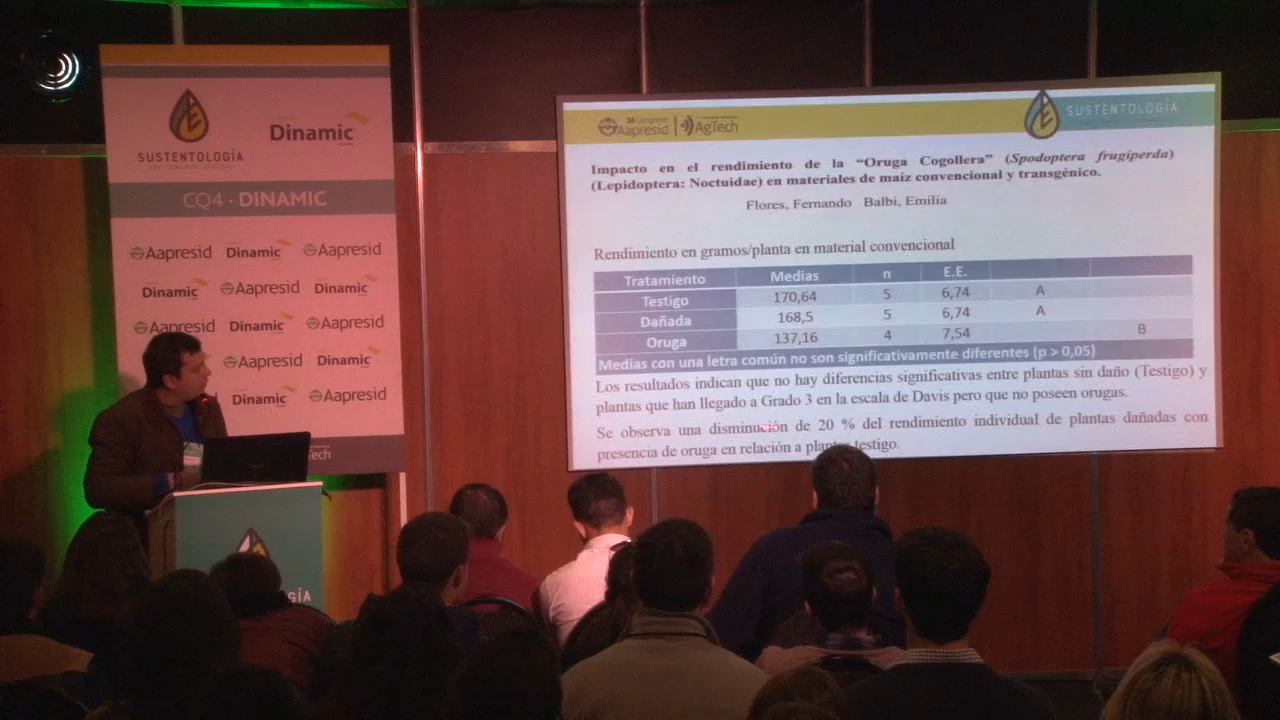 SUSTENTOLOGÍA
Dinamic
CQ4 · DINAMIC
Aapresid Dinamic Aapresid
Dinamic Aapresid Dinamic
Aapresid Dinamic Aapresid
Aapresid Dinamic
Dinamic Aapresid
Tech
GÍA
Congreso
Aapresid AgTech
SUSTENTOLOGÍA
Impacto en el rendimiento de la “Oruga Cogollera” (Spodoptera frugiperda)
(Lepidoptera: Noctuidae) en materiales de maíz convencional y transgénico.
Flores, Fernando Balbi, Emilia
Rendimiento en gramos/planta en material convencional
Tratamiento Medias n E.E.
Testigo 170,64 5 6,74 A
Dañada 168,5 5 6,74 A
Oruga 137,16 4 7,54 B
Medias con una letra común no son significativamente diferentes (p > 0,05)
Los resultados indican que no hay diferencias significativas entre plantas sin daño (Testigo) y
plantas que han llegado a Grado 3 en la escala de Davis pero que no poseen orugas.
Se observa una disminución de 20 % del rendimiento individual de plantas dañadas con
presencia de oruga en relación a plantas testigo.